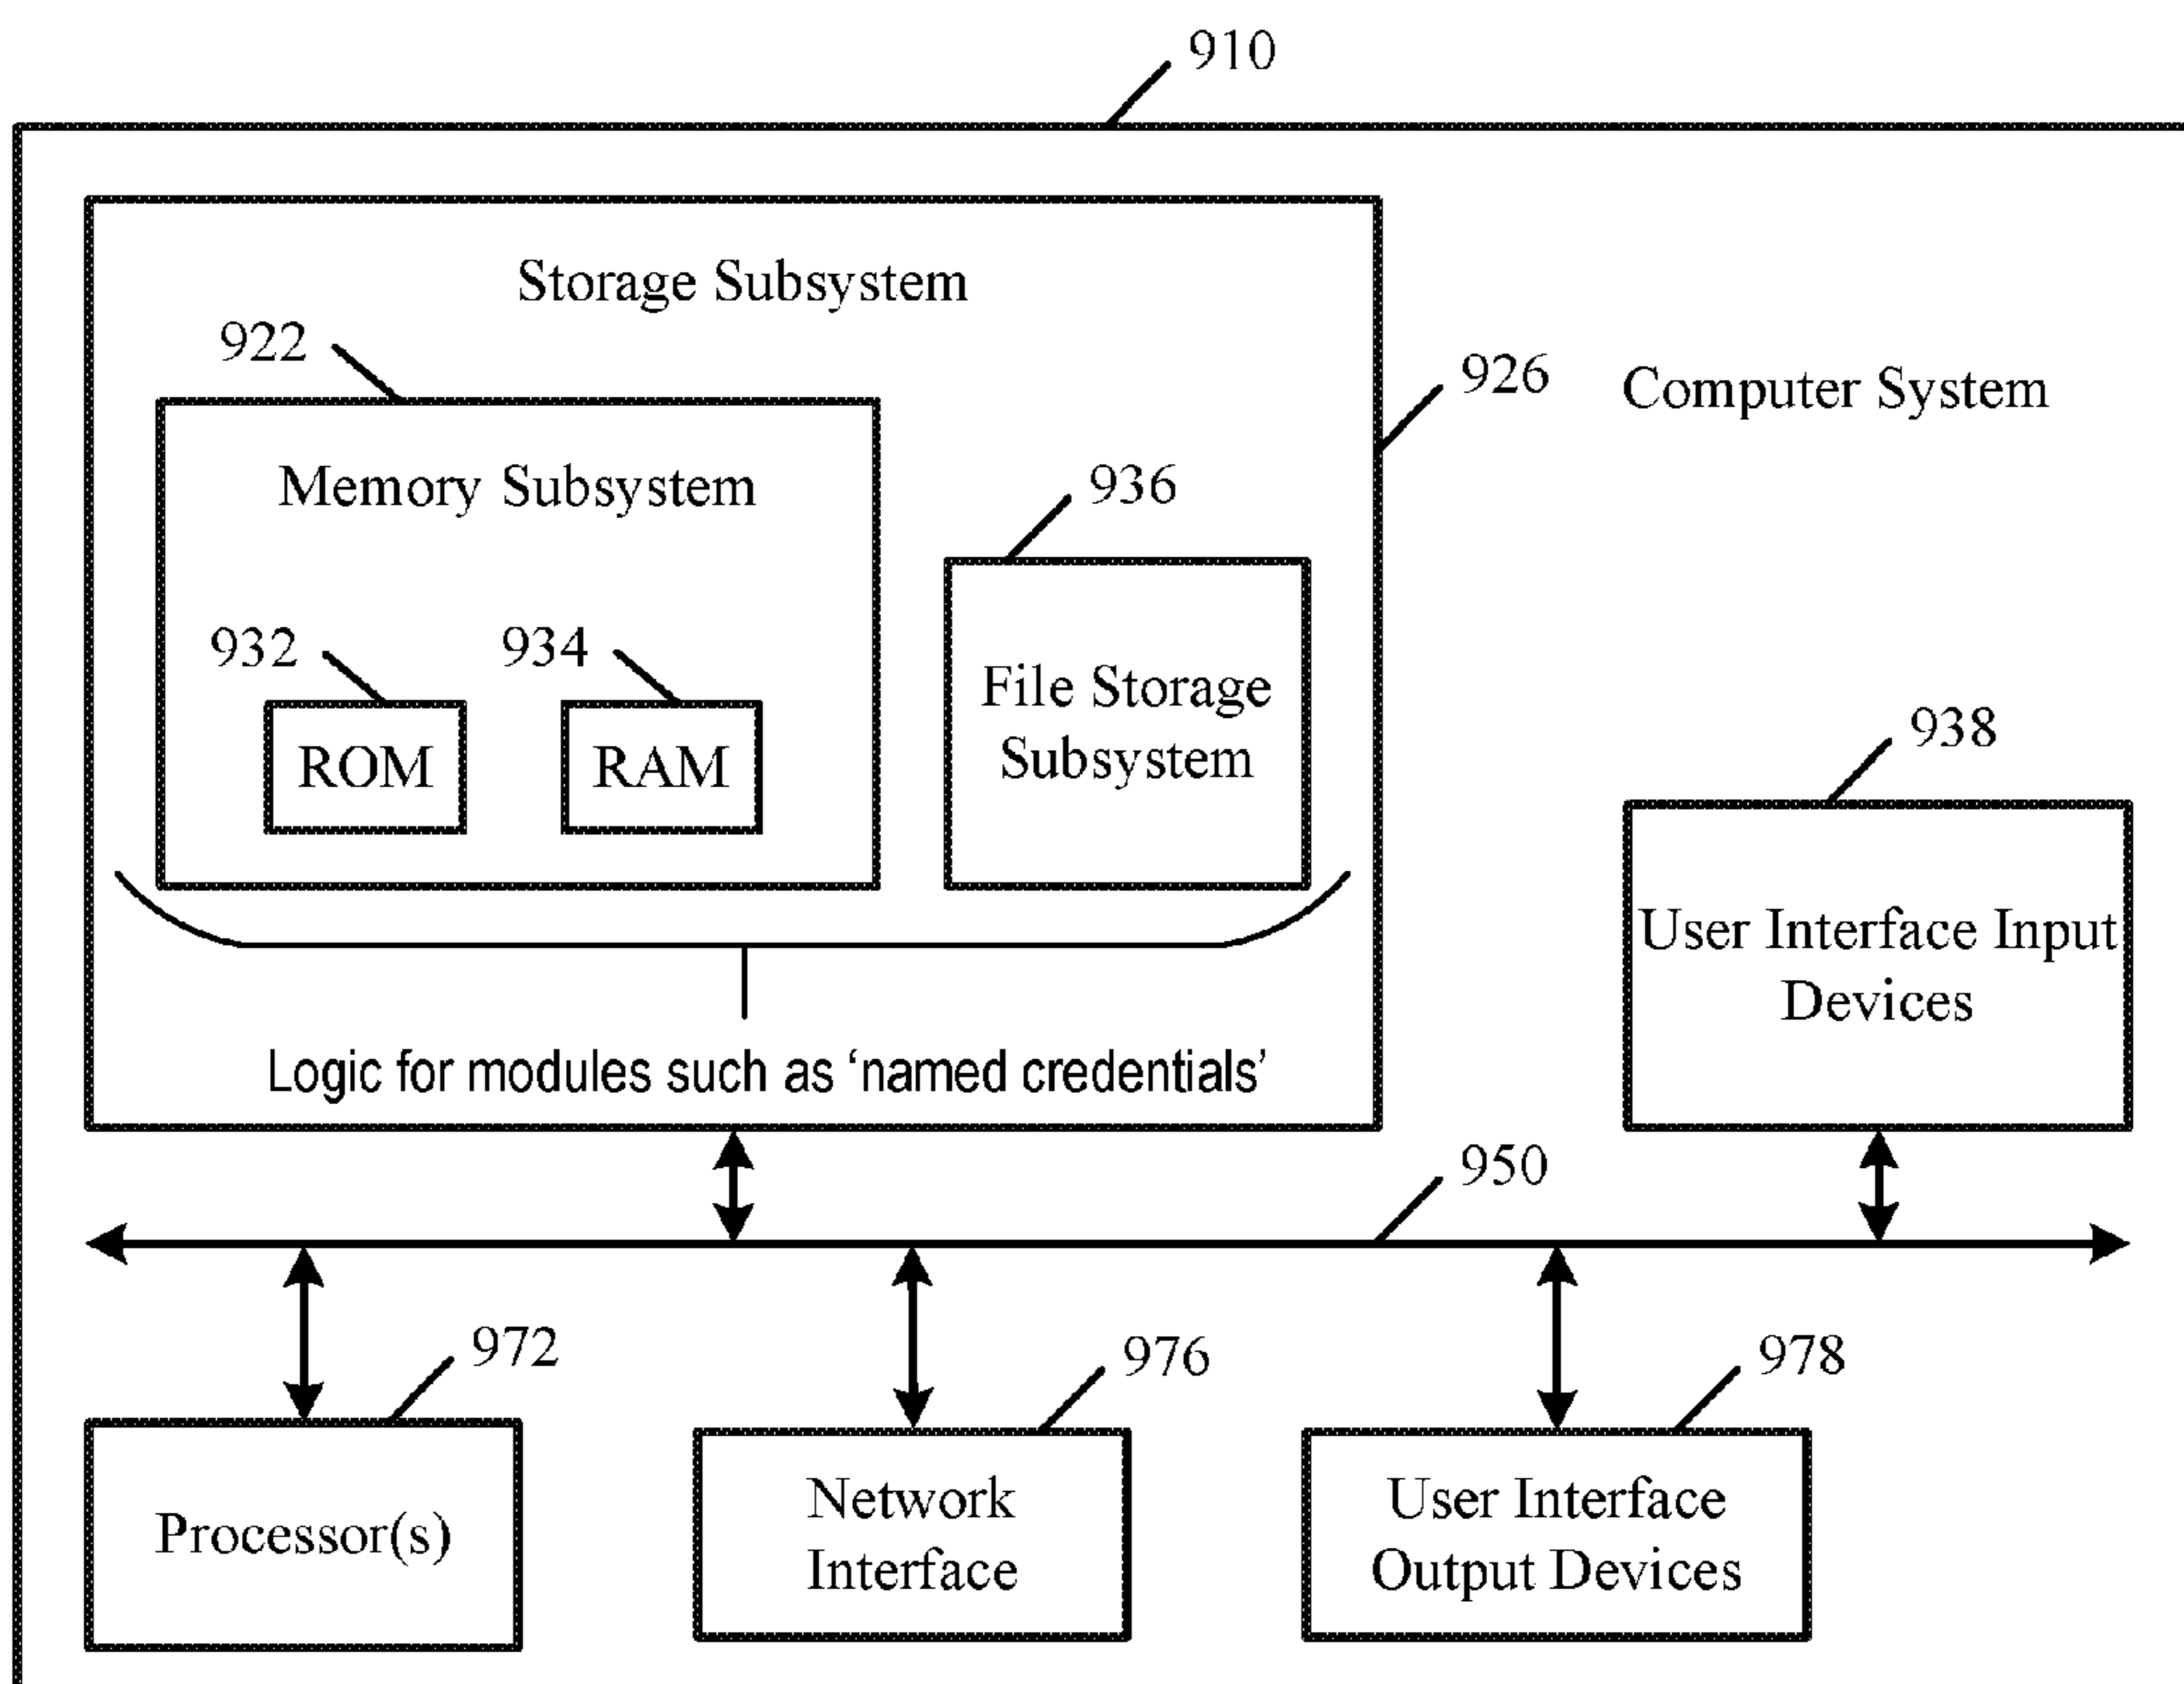 910
Storage Subsystem
922
926
Computer System
Memory Subsystem
936
932
934
File Storage
Subsystem
ROM
RAM
938
User Interface Input
Devices
Logic for modules such as ‘named credentials’
950
972
976
978
Processor(s)
Network
Interface
User Interface
Output Devices